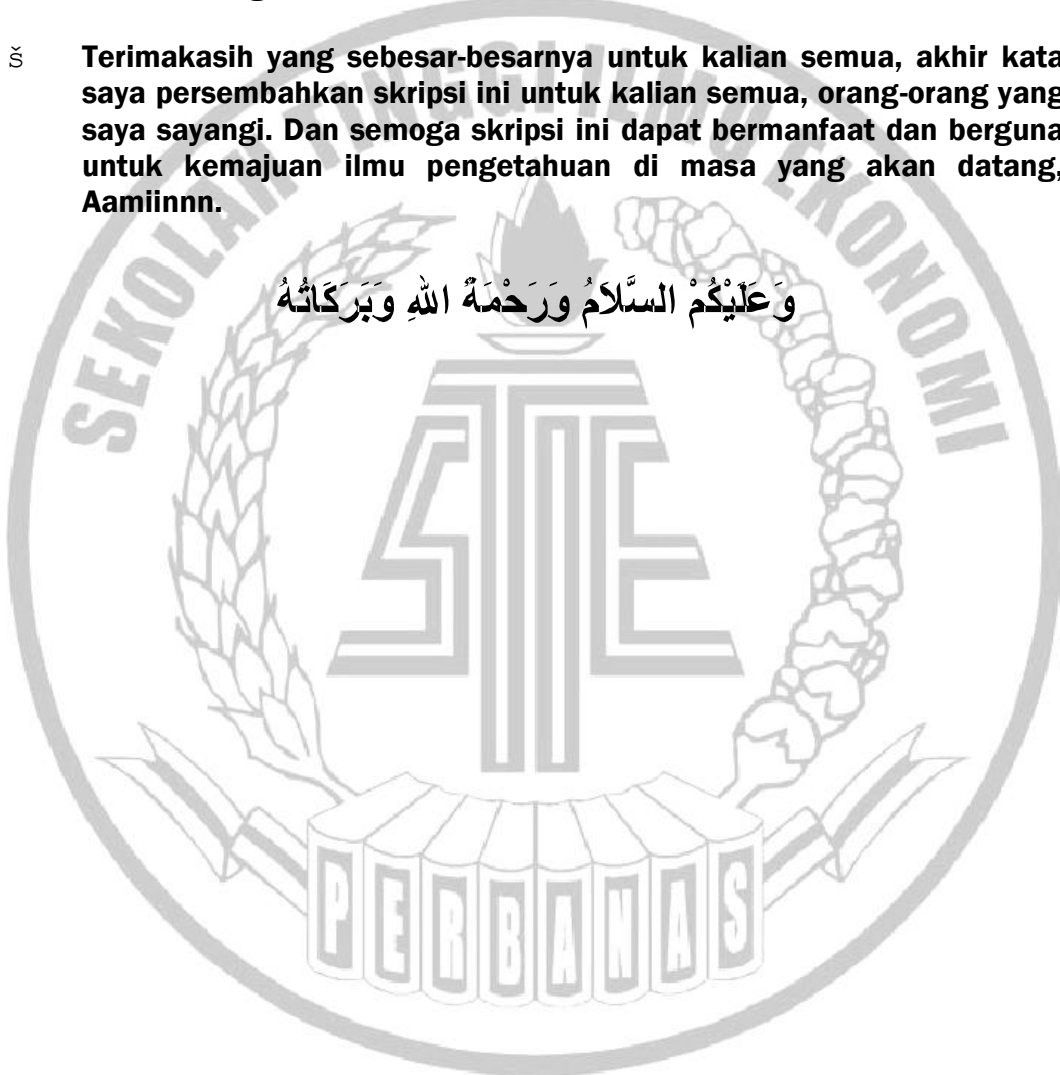 š Terimakasih yang sebesar-besarnya untuk kalian semua, akhir kata
saya persembahkan skripsi ini untuk kalian semua, orang-orang yang
saya sayangi. Dan semoga skripsi ini dapat bermanfaat dan berguna
untuk kemajuan ilmu pengetahuan di masa yang akan datang,
Aamiinnn.
وَعَلَيْكُمْ السَّلاَمُ وَرَحْمَةُ اللهِ وَبَرَكَاتُهُ
SEKOLAH TINGGI ILMU EKONOMI
STIE
PERBANAS